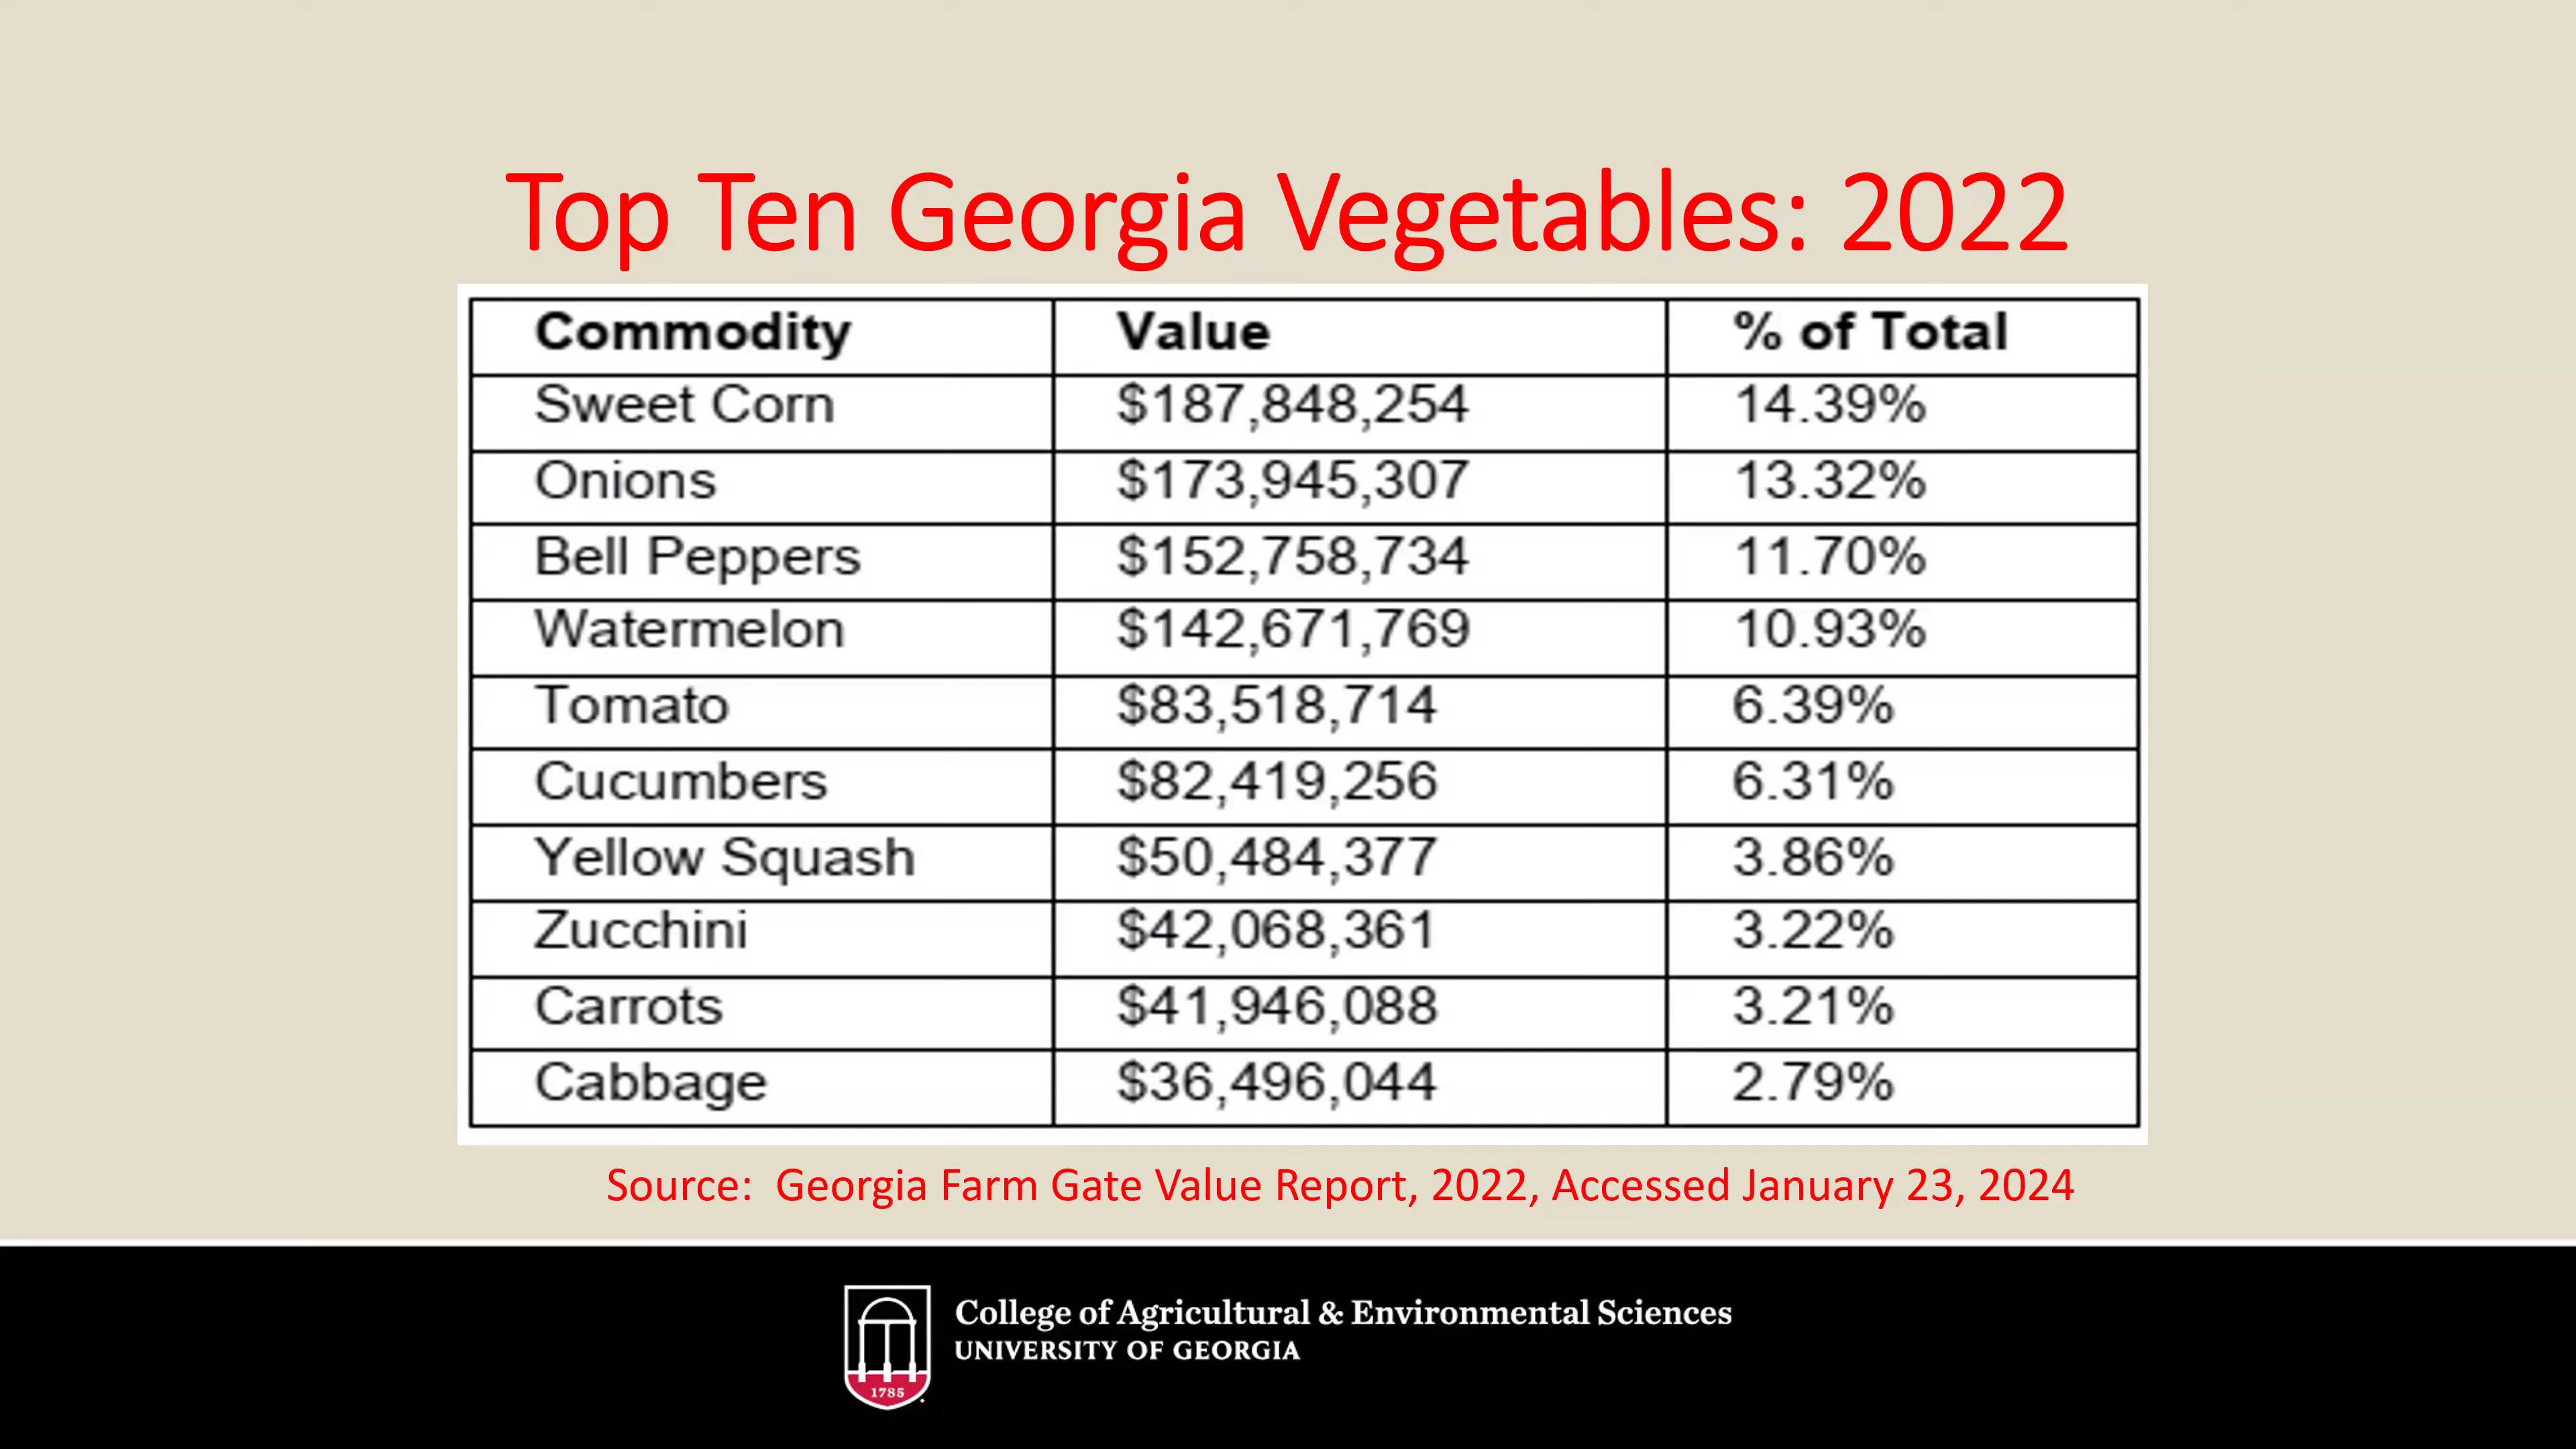 Top Ten Georgia Vegetables: 2022
Commodity Value % of Total
Sweet Corn $187,848,254 14.39%
Onions $173,945,307 13.32%
Bell Peppers $152,758,734 11.70%
Watermelon $142,671,769 10.93%
Tomato $83,518,714 6.39%
Cucumbers $82,419,256 6.31%
Yellow Squash $50,484,377 3.86%
Zucchini $42,068,361 3.22%
Carrots $41,946,088 3.21%
Cabbage $36,496,044 2.79%
Source: Georgia Farm Gate Value Report, 2022, Accessed January 23, 2024
College of Agricultural & Environmental Sciences
UNIVERSITY OF GEORGIA
1785